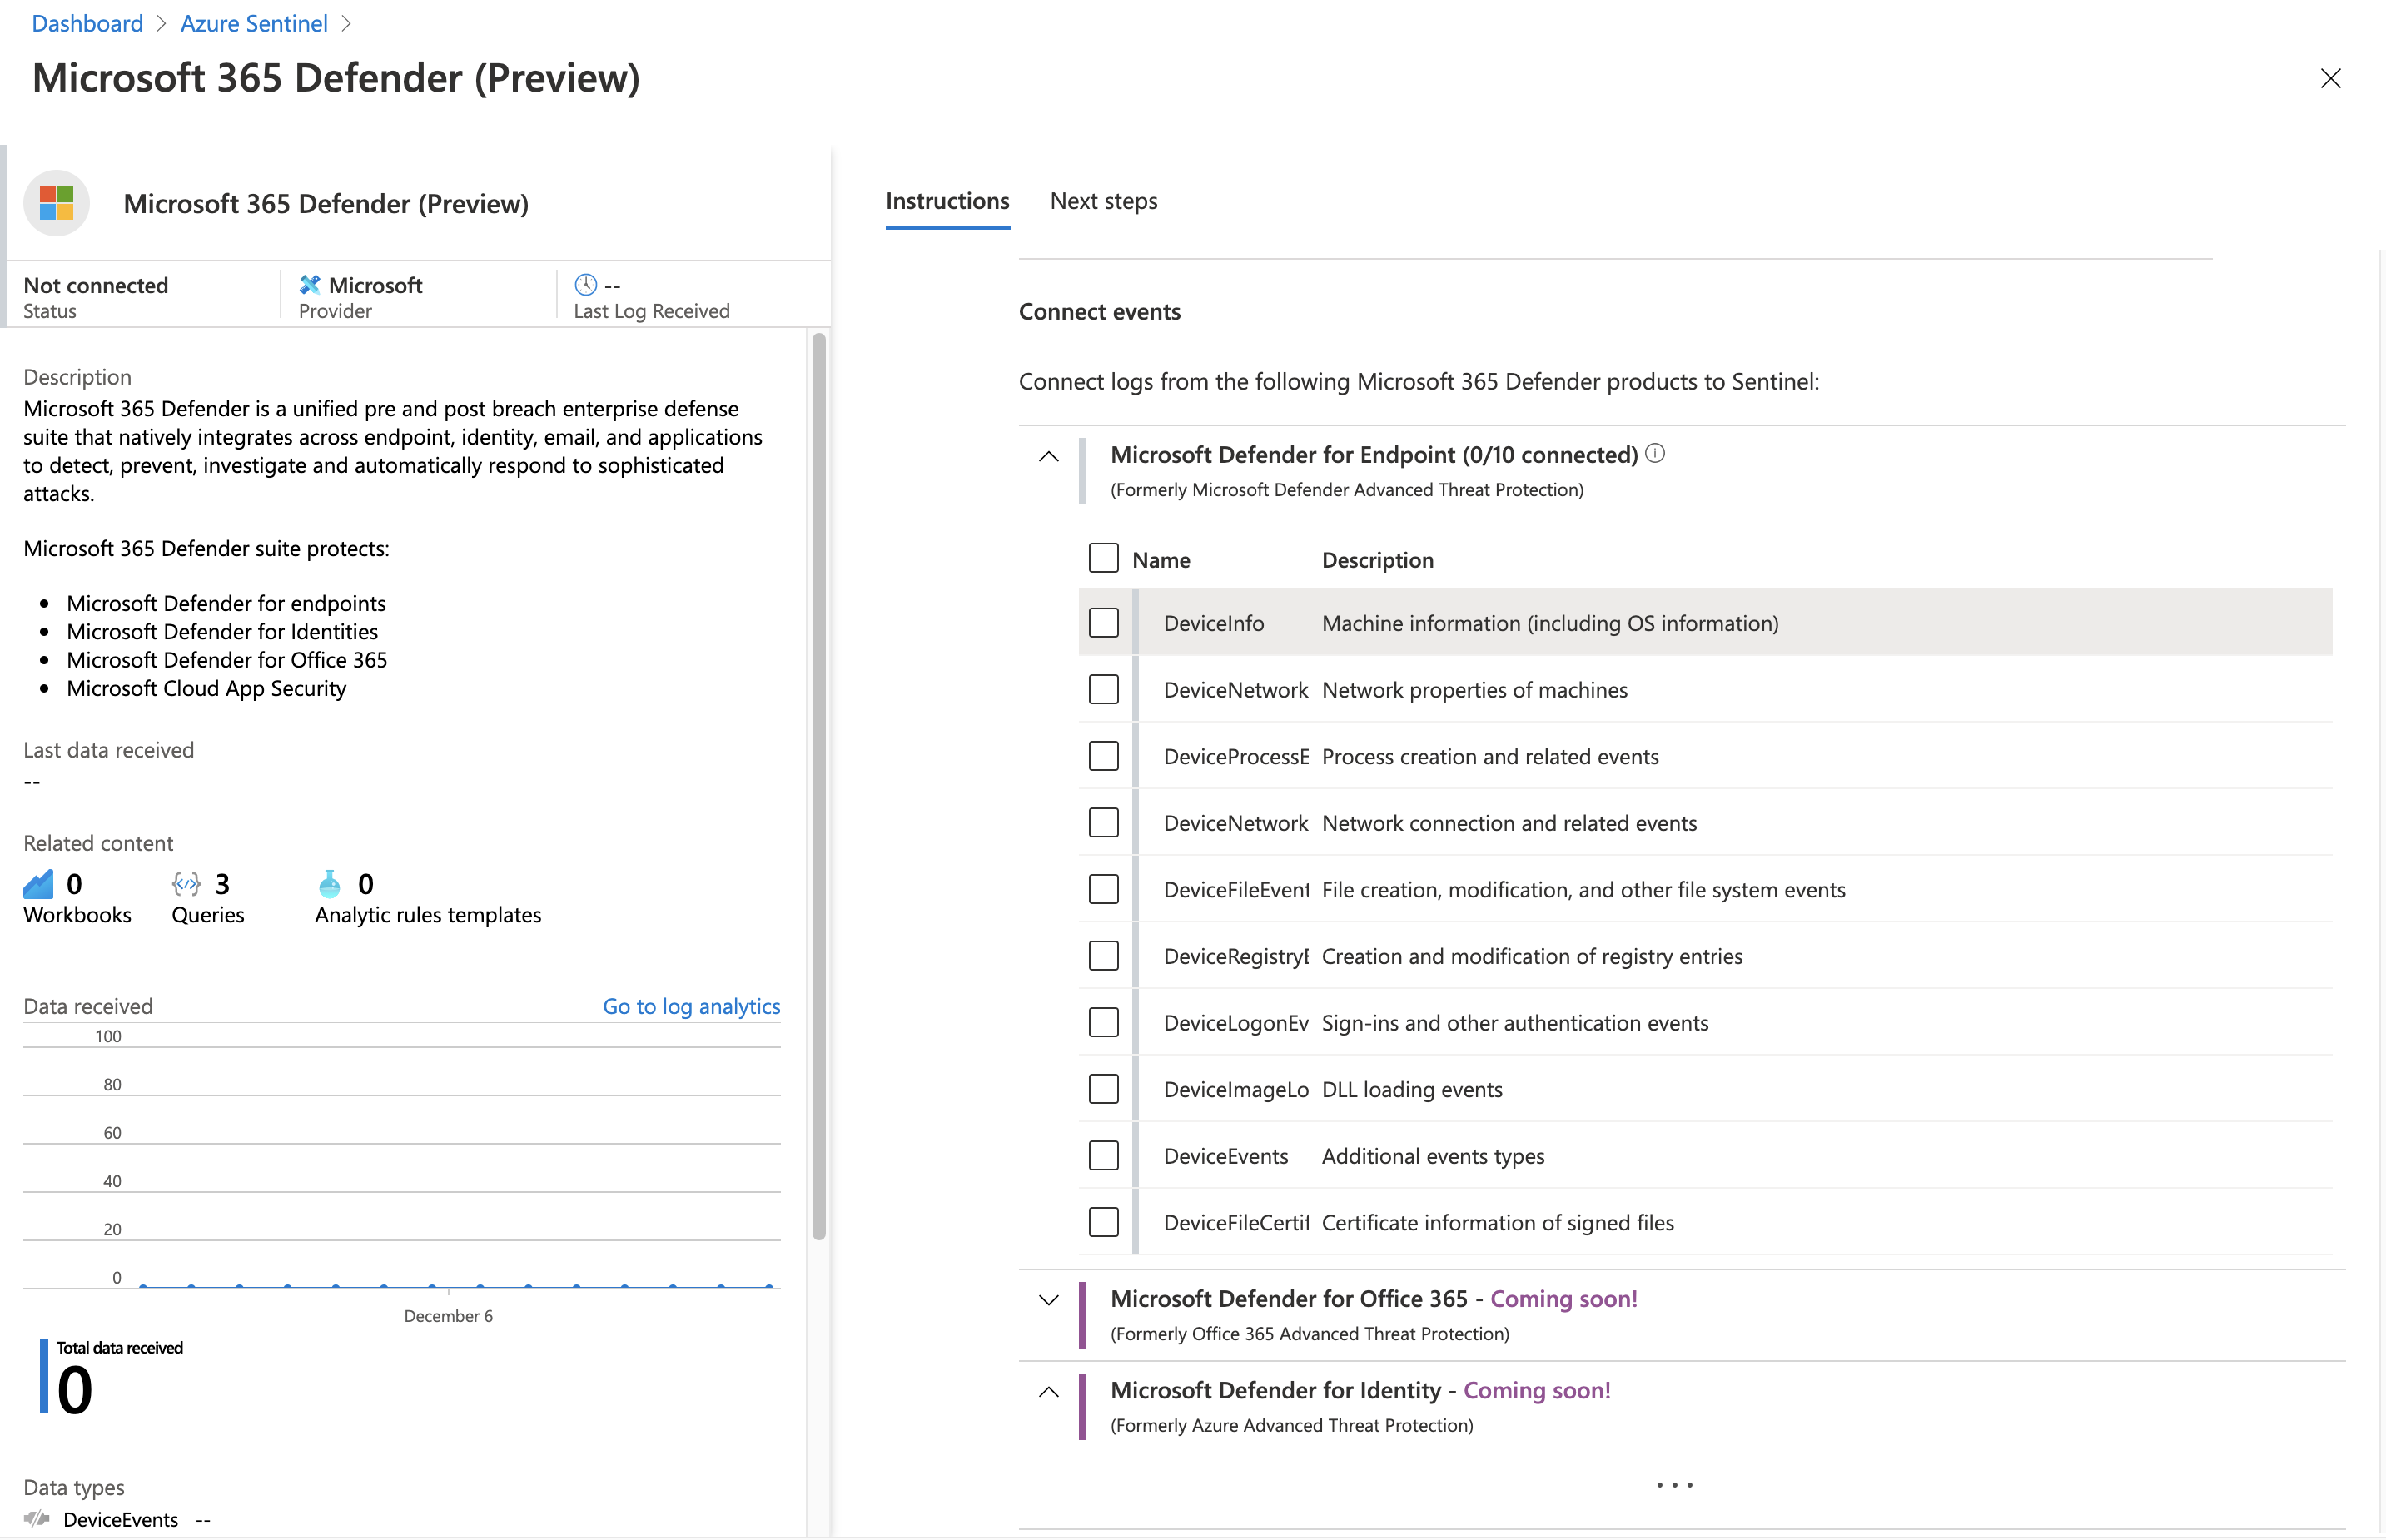 Dashboard > Azure Sentinel >
Microsoft 365 Defender (Preview)
Microsoft 365 Defender (Preview)
Not connected
Status
Microsoft
Provider
--
Last Log Received
Description
Microsoft 365 Defender is a unified pre and post breach enterprise defense
suite that natively integrates across endpoint, identity, email, and applications
to detect, prevent, investigate and automatically respond to sophisticated
attacks.
Microsoft 365 Defender suite protects:
• Microsoft Defender for endpoints
• Microsoft Defender for Identities
• Microsoft Defender for Office 365
• Microsoft Cloud App Security
Last data received
--
Related content
0
Workbooks
3
Queries
0
Analytic rules templates
Data received
Go to log analytics
100
80
60
40
20
0
December 6
Total data received
0
Data types
DeviceEvents --
Instructions
Next steps
Connect events
Connect logs from the following Microsoft 365 Defender products to Sentinel:
Microsoft Defender for Endpoint (0/10 connected)
(Formerly Microsoft Defender Advanced Threat Protection)
Name Description
DeviceInfo Machine information (including OS information)
DeviceNetwork Network properties of machines
DeviceProcessE Process creation and related events
DeviceNetwork Network connection and related events
DeviceFileEvent File creation, modification, and other file system events
DeviceRegistryE Creation and modification of registry entries
DeviceLogonEv Sign-ins and other authentication events
DeviceImageLo DLL loading events
DeviceEvents Additional events types
DeviceFileCertif Certificate information of signed files
Microsoft Defender for Office 365 - Coming soon!
(Formerly Office 365 Advanced Threat Protection)
Microsoft Defender for Identity - Coming soon!
(Formerly Azure Advanced Threat Protection)
...